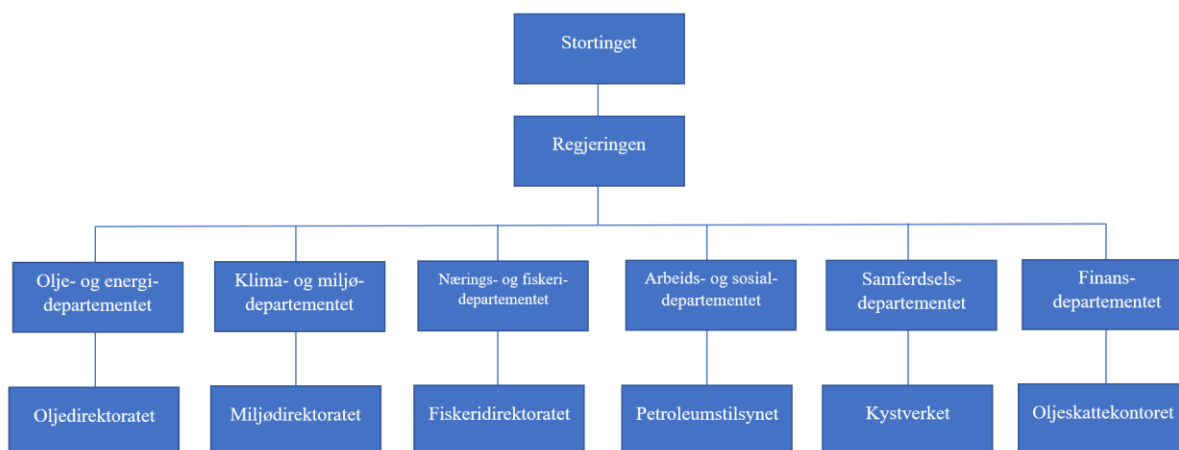 Stortinget
Regjeringen
Olje- og energi-
departementet
Klima- og miljø-
departementet
Nærings- og fiskeri-
departementet
Arbeids- og sosial-
departementet
Samferdsels-
departementet
Finans-
departementet
Oljedirektoratet
Miljødirektoratet
Fiskeridirektoratet
Petroleumstilsynet
Kystverket
Oljeskattekontoret